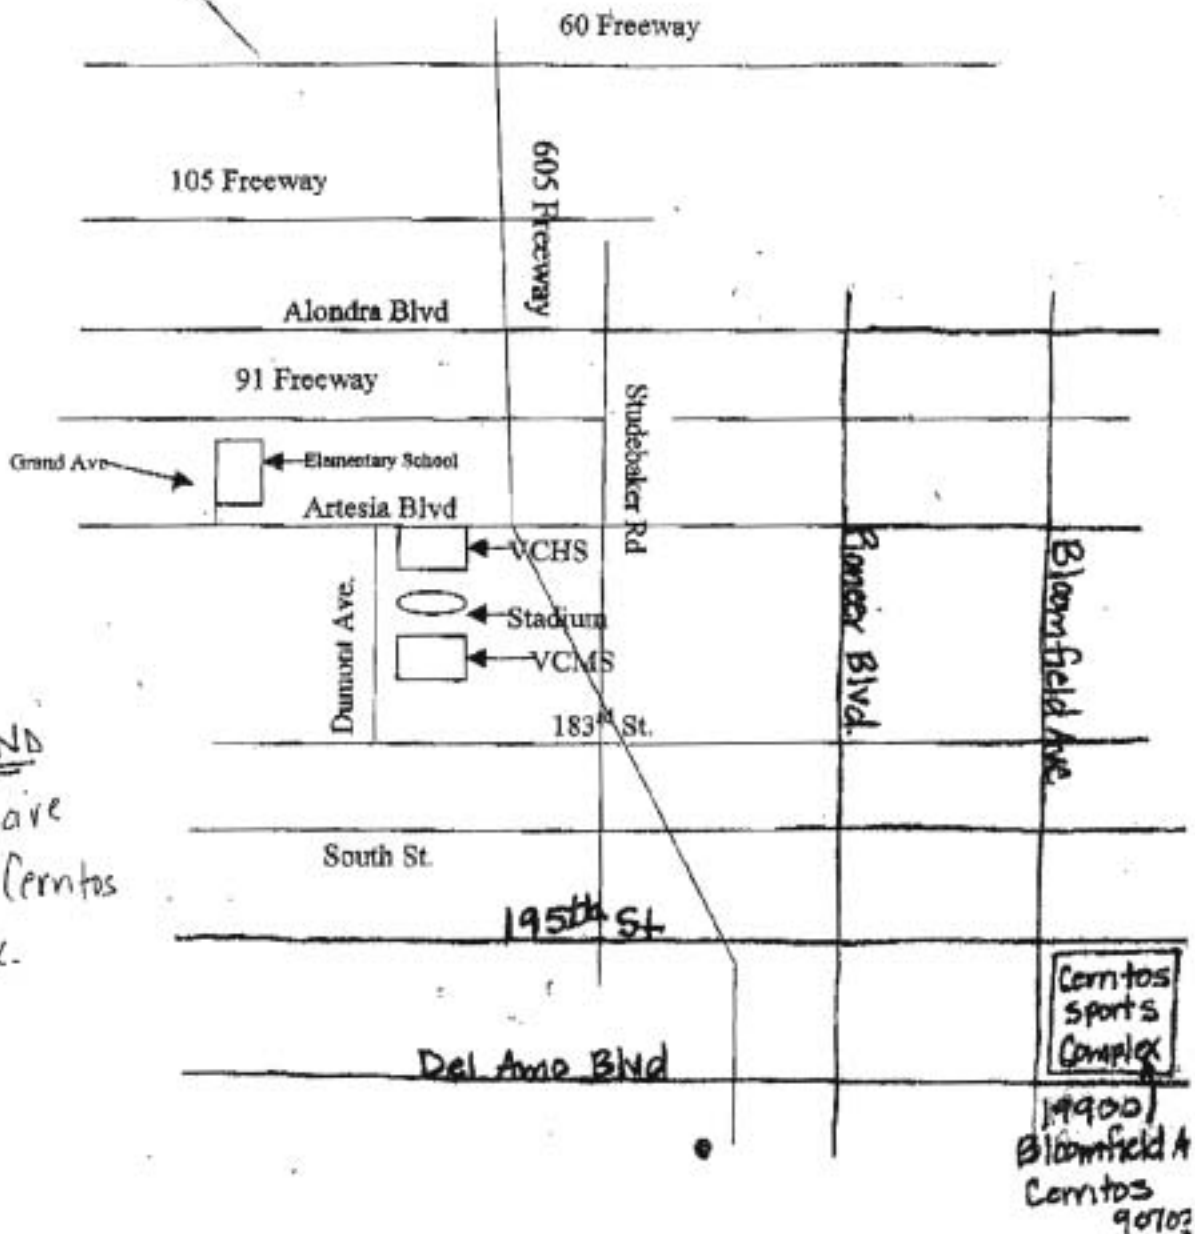 60 Freeway
605 Freeway
105 Freeway
Alondra Blvd
91 Freeway
Studebaker Rd
Grand Ave
Elementary School
Artesia Blvd
VCHS
Pioneer Blvd.
Bloomfield Ave
Dumont Ave.
Stadium
VCMS
183rd St.
are
Cerritos
South St.
195th St
Cerritos
Sports
Complex
Del Amo Blvd
19900
Bloomfield A
Cerritos